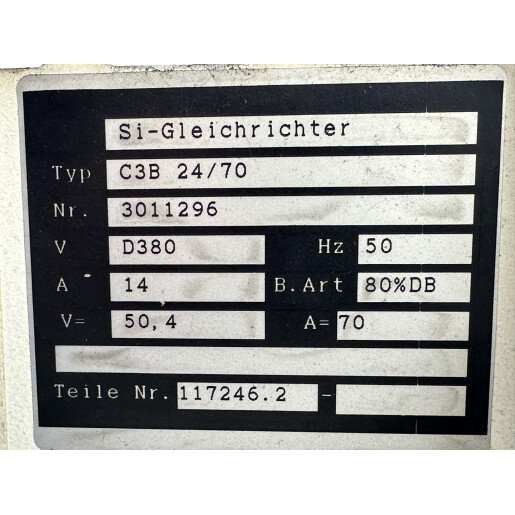 Si-Gleichrichter
Typ C3B 24/70
Nr. 3011296
V D380 Hz 50
A 14 B.Art 80%DB
V= 50,4 A= 70
Teile Nr. 117246.2 -